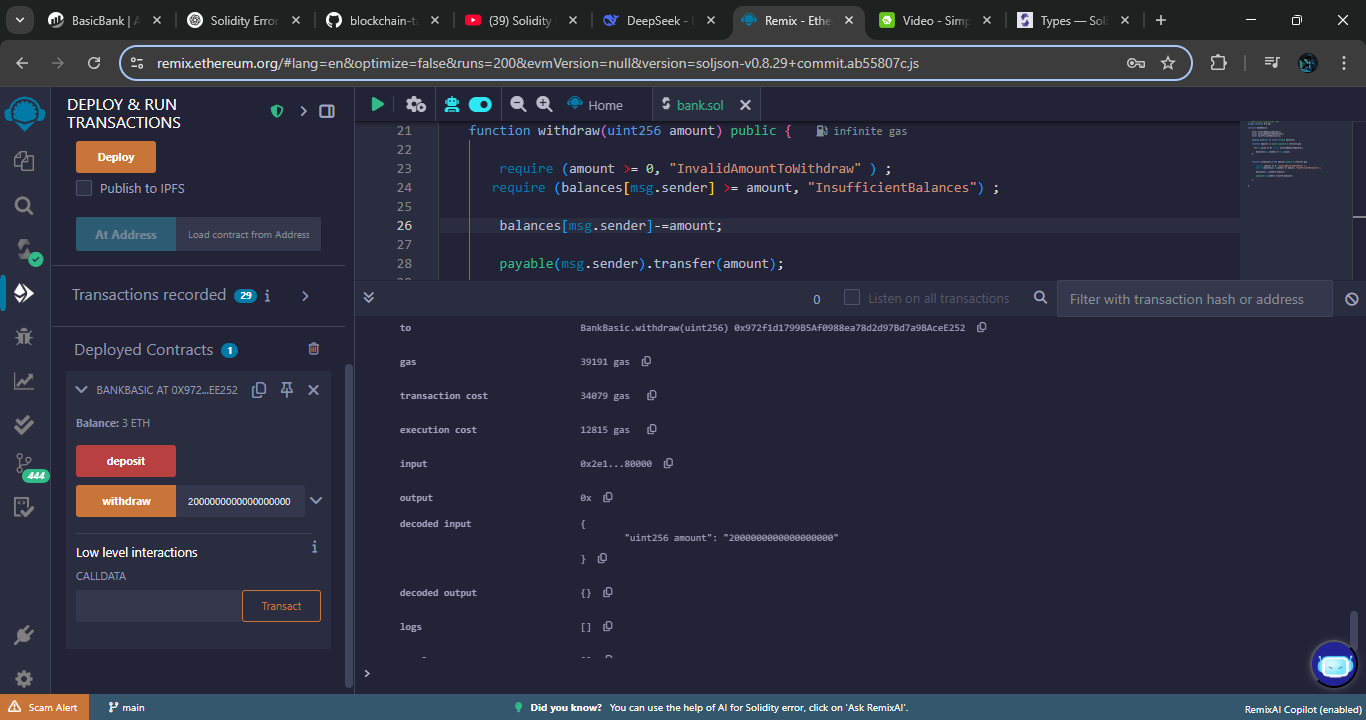 BasicBank | A
Solidity Error
blockchain-ta
(39) Solidity
DeepSeek -
Remix - Ethe
Video - Simp
Types — Soli
remix.ethereum.org/#lang=en&optimize=false&runs=200&evmVersion=null&version=soljson-v0.8.29+commit.ab55807c.js
DEPLOY & RUN
TRANSACTIONS
Deploy
Publish to IPFS
At Address
Load contract from Address
Transactions recorded 29 i
Deployed Contracts 1
BANKBASIC AT 0X972...EE252
Balance: 3 ETH
deposit
withdraw
2000000000000000000
Low level interactions
CALLDATA
Transact
444
Home
bank.sol
21 function withdraw(uint256 amount) public { infinite gas
22
23 require (amount >= 0, "InvalidAmountToWithdraw" ) ;
24 require (balances[msg.sender] >= amount, "InsufficientBalances") ;
25
26 balances[msg.sender]-=amount;
27
28 payable(msg.sender).transfer(amount);
0
Listen on all transactions
Filter with transaction hash or address
to BankBasic.withdraw(uint256) 0x972f1d1799B5Af0988ea78d2d97Bd7a9BAceE252
gas 39191 gas
transaction cost 34079 gas
execution cost 12815 gas
input 0x2e1...80000
output 0x
decoded input {
"uint256 amount": "2000000000000000000"
}
decoded output {}
logs []
>
Scam Alert
main
Did you know? You can use the help of AI for Solidity error, click on 'Ask RemixAI'.
RemixAI Copilot (enabled)